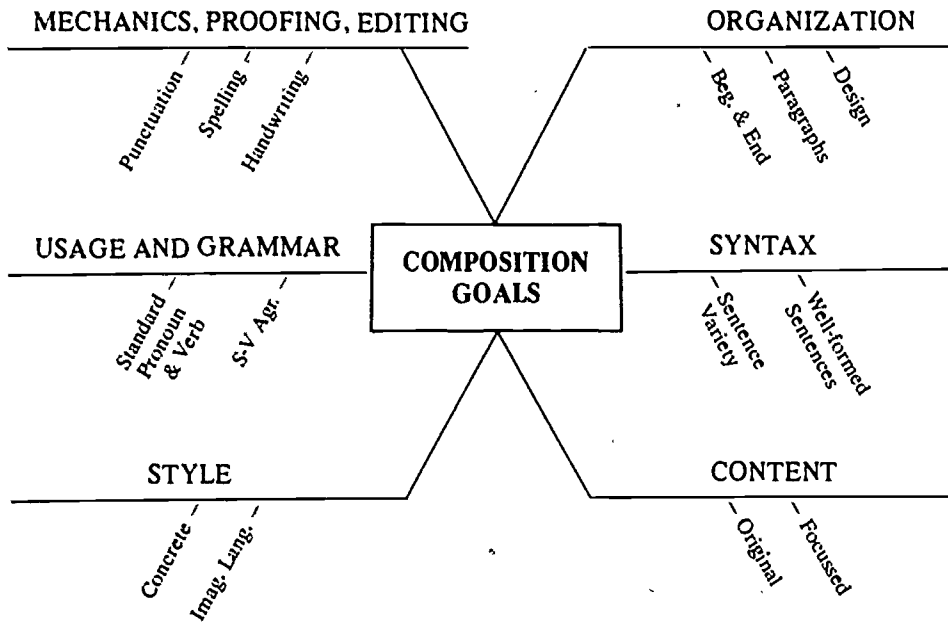 MECHANICS, PROOFING, EDITING
Punctuation
Spelling
Handwriting
ORGANIZATION
Beg. & End
Paragraphs
Design
USAGE AND GRAMMAR
Standard
Pronoun
& Verb
S-V Agr.
COMPOSITION
GOALS
SYNTAX
Sentence
Variety
Well-formed
Sentences
STYLE
Concrete
Imag. Lang.
CONTENT
Original
Focussed